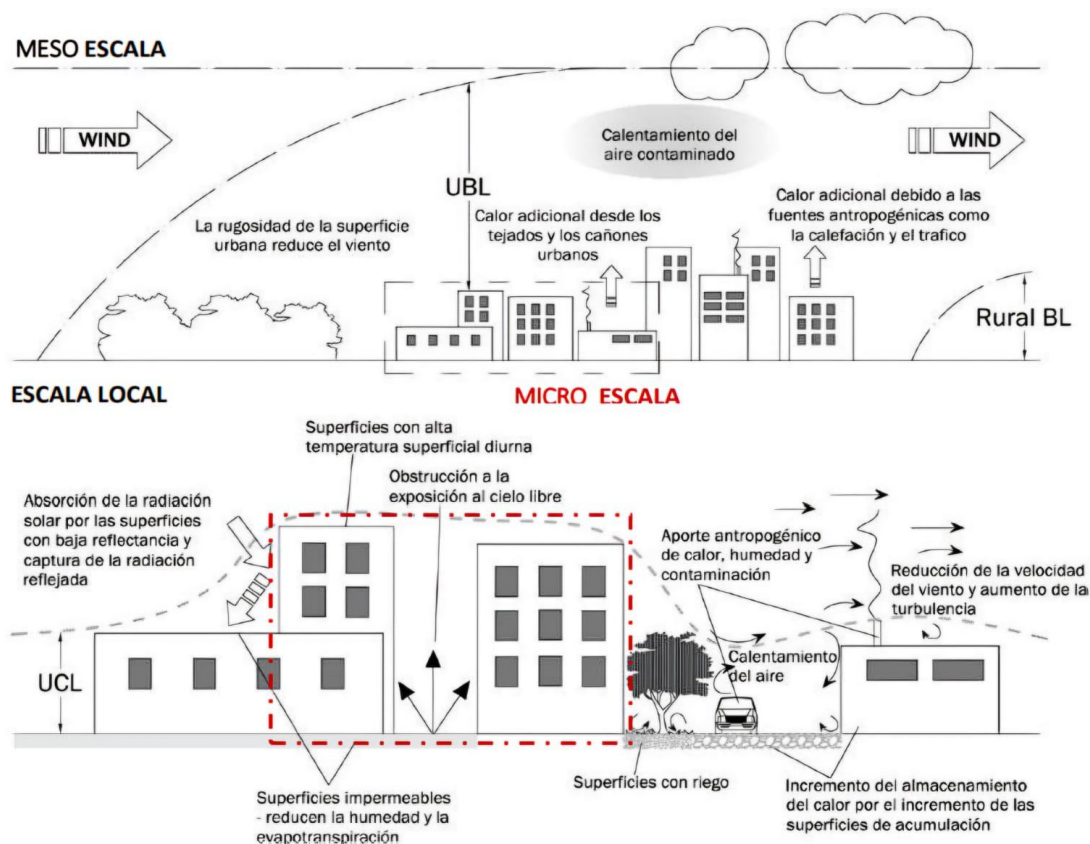 MESO ESCALA
WIND
WIND
Calentamiento del
aire contaminado
UBL
La rugosidad de la superficie
urbana reduce el viento
Calor adicional desde los
tejados y los cañones
urbanos
Calor adicional debido a las
fuentes antropogénicas como
la calefación y el trafico
Rural BL
ESCALA LOCAL
MICRO ESCALA
Superficies con alta
temperatura superficial diurna
Obstrucción a la
exposición al cielo libre
Absorción de la radiación
solar por las superficies
con baja reflectancia y
captura de la radiación
reflejada
Aporte antropogénico
de calor, humedad y
contaminación
Reducción de la velocidad
del viento y aumento de la
turbulencia
UCL
Calentamiento
del aire
Superficies con riego
Superficies impermeables
- reducen la humedad y la
evapotranspiración
Incremento del almacenamiento
del calor por el incremento de las
superficies de acumulación